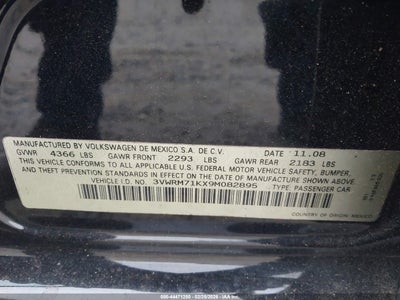 MANUFACTURED BY VOLKSWAGEN DE MEXICO S.A. DE C.V. DATE 11.08
GVWR 4366 LBS GAWR FRONT 2293 LBS GAWR REAR 2183 LBS
THIS VEHICLE CONFORMS TO ALL APPLICABLE U.S. FEDERAL MOTOR VEHICLE SAFETY, BUMPER,
AND THEFT PREVENTION STANDARDS IN EFFECT ON THE DATE OF MANUFACTURE SHOWN ABOVE.
VEHICLE I.D. NO. 3VWRM71KX9M082895 TYPE: PASSENGER CAR
COUNTRY OF ORIGIN: MEXICO